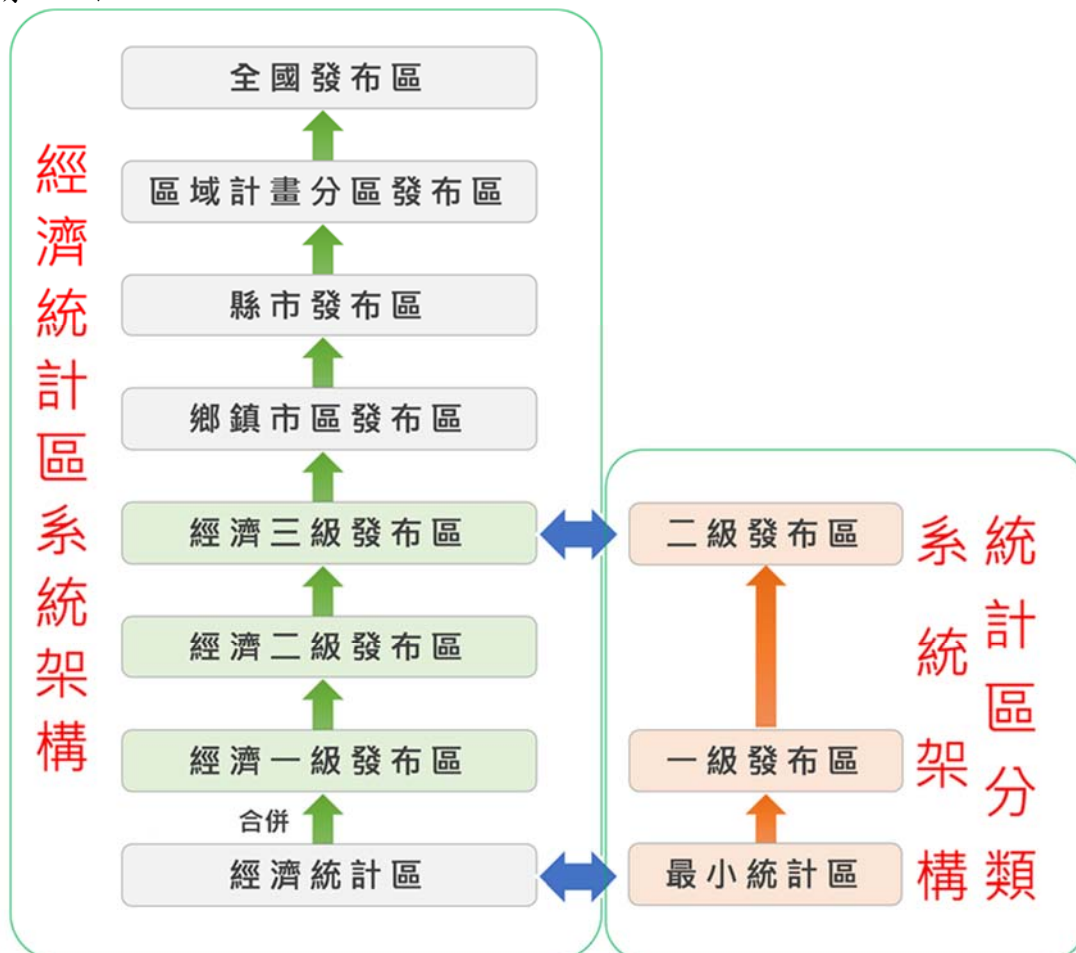 經濟統計區系統架構
全國發布區
區域計畫分區發布區
縣市發布區
鄉鎮市區發布區
經濟三級發布區
經濟二級發布區
經濟一級發布區
合併
經濟統計區
統計區分類
系統架構
二級發布區
一級發布區
最小統計區